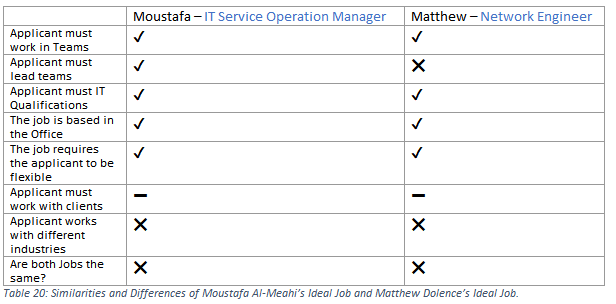 Moustafa – IT Service Operation Manager Matthew – Network Engineer
Applicant must
work in Teams ✓ ✓
Applicant must
lead teams ✓ ✕
Applicant must IT
Qualifications ✓ ✓
The job is based in
the Office ✓ ✓
The job requires
the applicant to be
flexible ✓ ✓
Applicant must
work with clients – –
Applicant works
with different
industries ✕ ✕
Are both Jobs the
same? ✕ ✕
Table 20: Similarities and Differences of Moustafa Al-Meahi's Ideal Job and Matthew Dolence's Ideal Job.